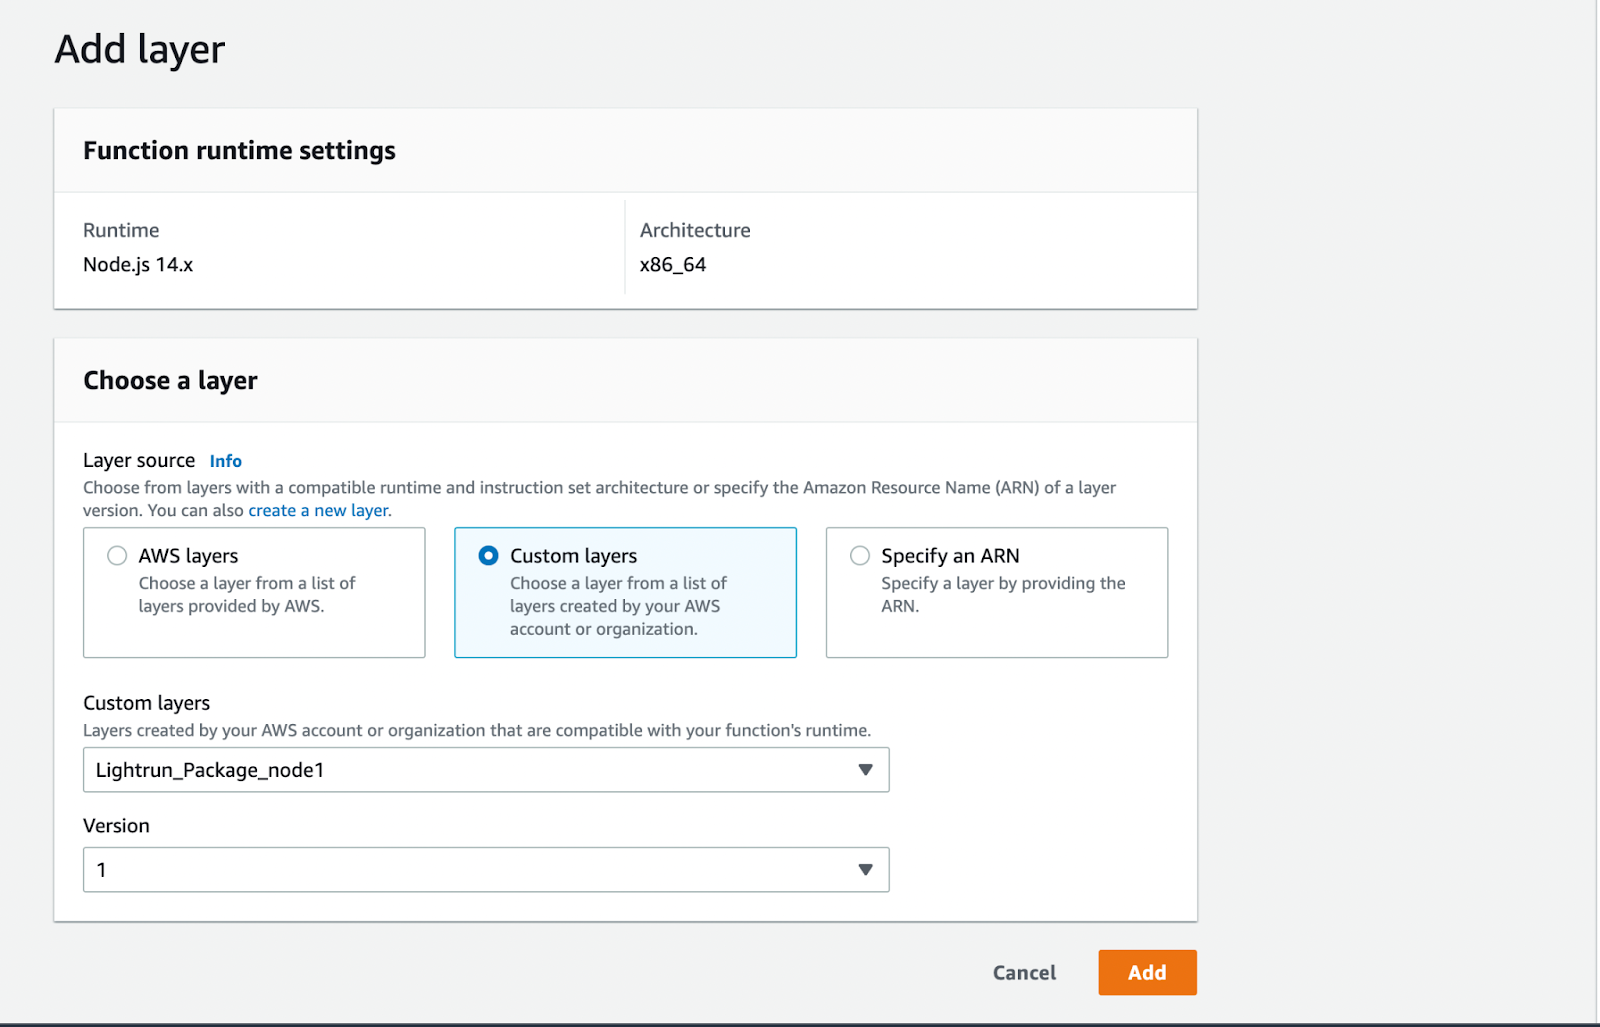 Add layer
Function runtime settings
Runtime
Node.js 14.x
Architecture
x86_64
Choose a layer
Layer source Info
Choose from layers with a compatible runtime and instruction set architecture or specify the Amazon Resource Name (ARN) of a layer
version. You can also create a new layer.
AWS layers
Choose a layer from a list of
layers provided by AWS.
Custom layers
Choose a layer from a list of
layers created by your AWS
account or organization.
Specify an ARN
Specify a layer by providing the
ARN.
Custom layers
Layers created by your AWS account or organization that are compatible with your function's runtime.
Lightrun_Package_node1
Version
1
Cancel
Add